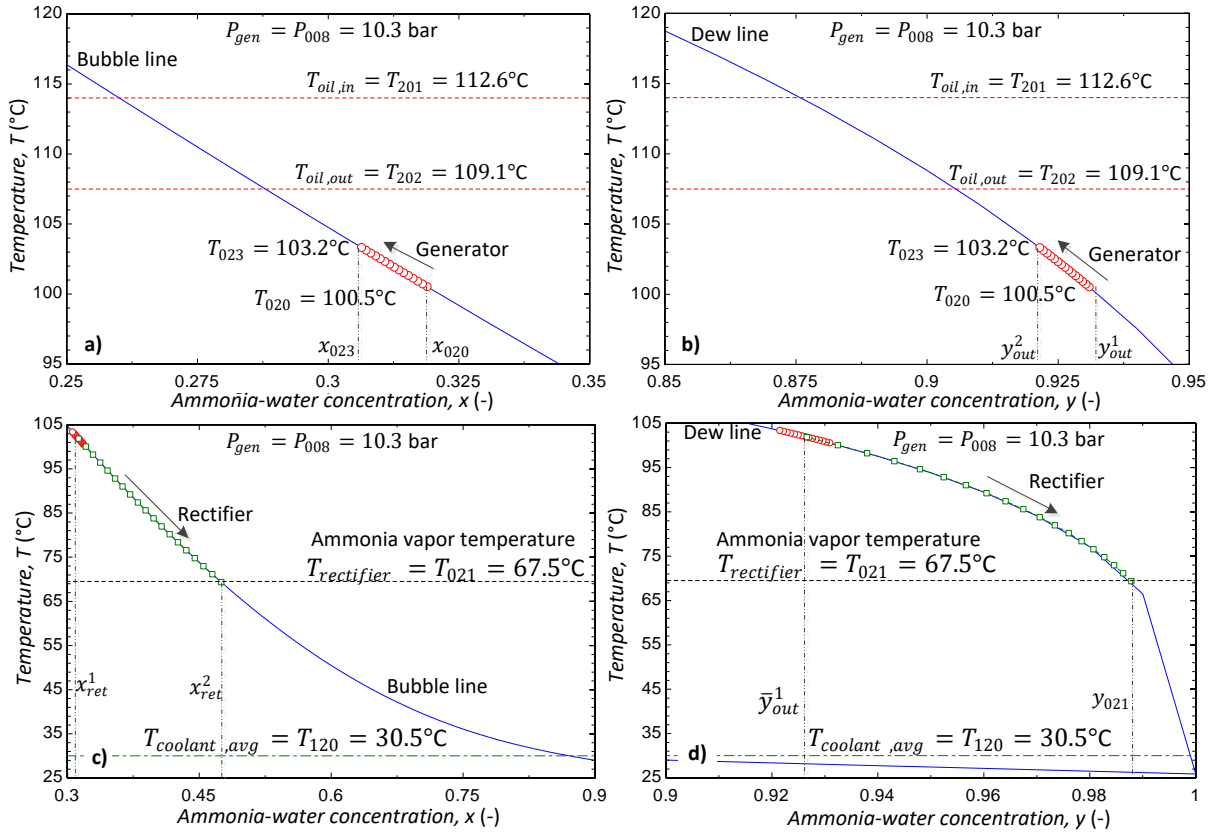 P_gen = P_008 = 10.3 bar
Bubble line
T_oil,in = T_201 = 112.6°C
T_oil,out = T_202 = 109.1°C
T_023 = 103.2°C
Generator
T_020 = 100.5°C
a)
x_023
x_020
120
115
110
105
100
95
0.25
0.275
0.3
0.325
0.35
Temperature, T (°C)
Ammonia-water concentration, x (-)
P_gen = P_008 = 10.3 bar
Dew line
T_oil,in = T_201 = 112.6°C
T_oil,out = T_202 = 109.1°C
T_023 = 103.2°C
Generator
T_020 = 100.5°C
b)
y^2_out
y^1_out
120
115
110
105
100
95
0.85
0.875
0.9
0.925
0.95
Temperature, T (°C)
Ammonia-water concentration, y (-)
P_gen = P_008 = 10.3 bar
Rectifier
Ammonia vapor temperature
T_rectifier = T_021 = 67.5°C
x^1_ret
x^2_ret
Bubble line
T_coolant,avg = T_120 = 30.5°C
c)
105
95
85
75
65
55
45
35
25
0.3
0.45
0.6
0.75
0.9
Temperature, T (°C)
Ammonia-water concentration, x (-)
Dew line
P_gen = P_008 = 10.3 bar
Rectifier
Ammonia vapor temperature
T_rectifier = T_021 = 67.5°C
ȳ^1_out
y_021
T_coolant,avg = T_120 = 30.5°C
d)
105
95
85
75
65
55
45
35
25
0.9
0.92
0.94
0.96
0.98
1
Temperature, T (°C)
Ammonia-water concentration, y (-)